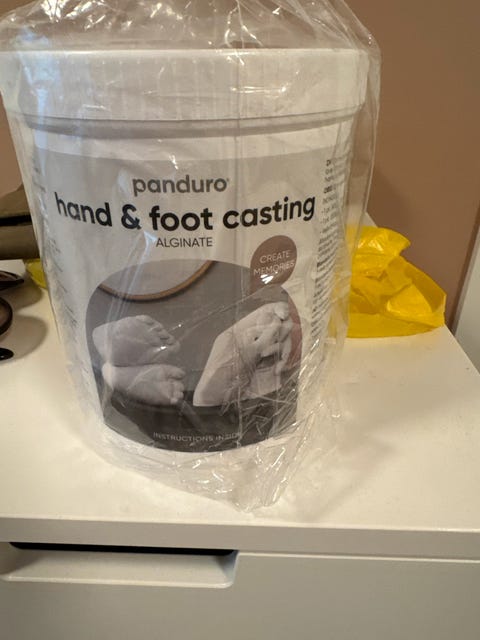 panduro®
hand & foot casting
ALGINATE
CREATE
MEMORIES
INSTRUCTIONS INSIDE